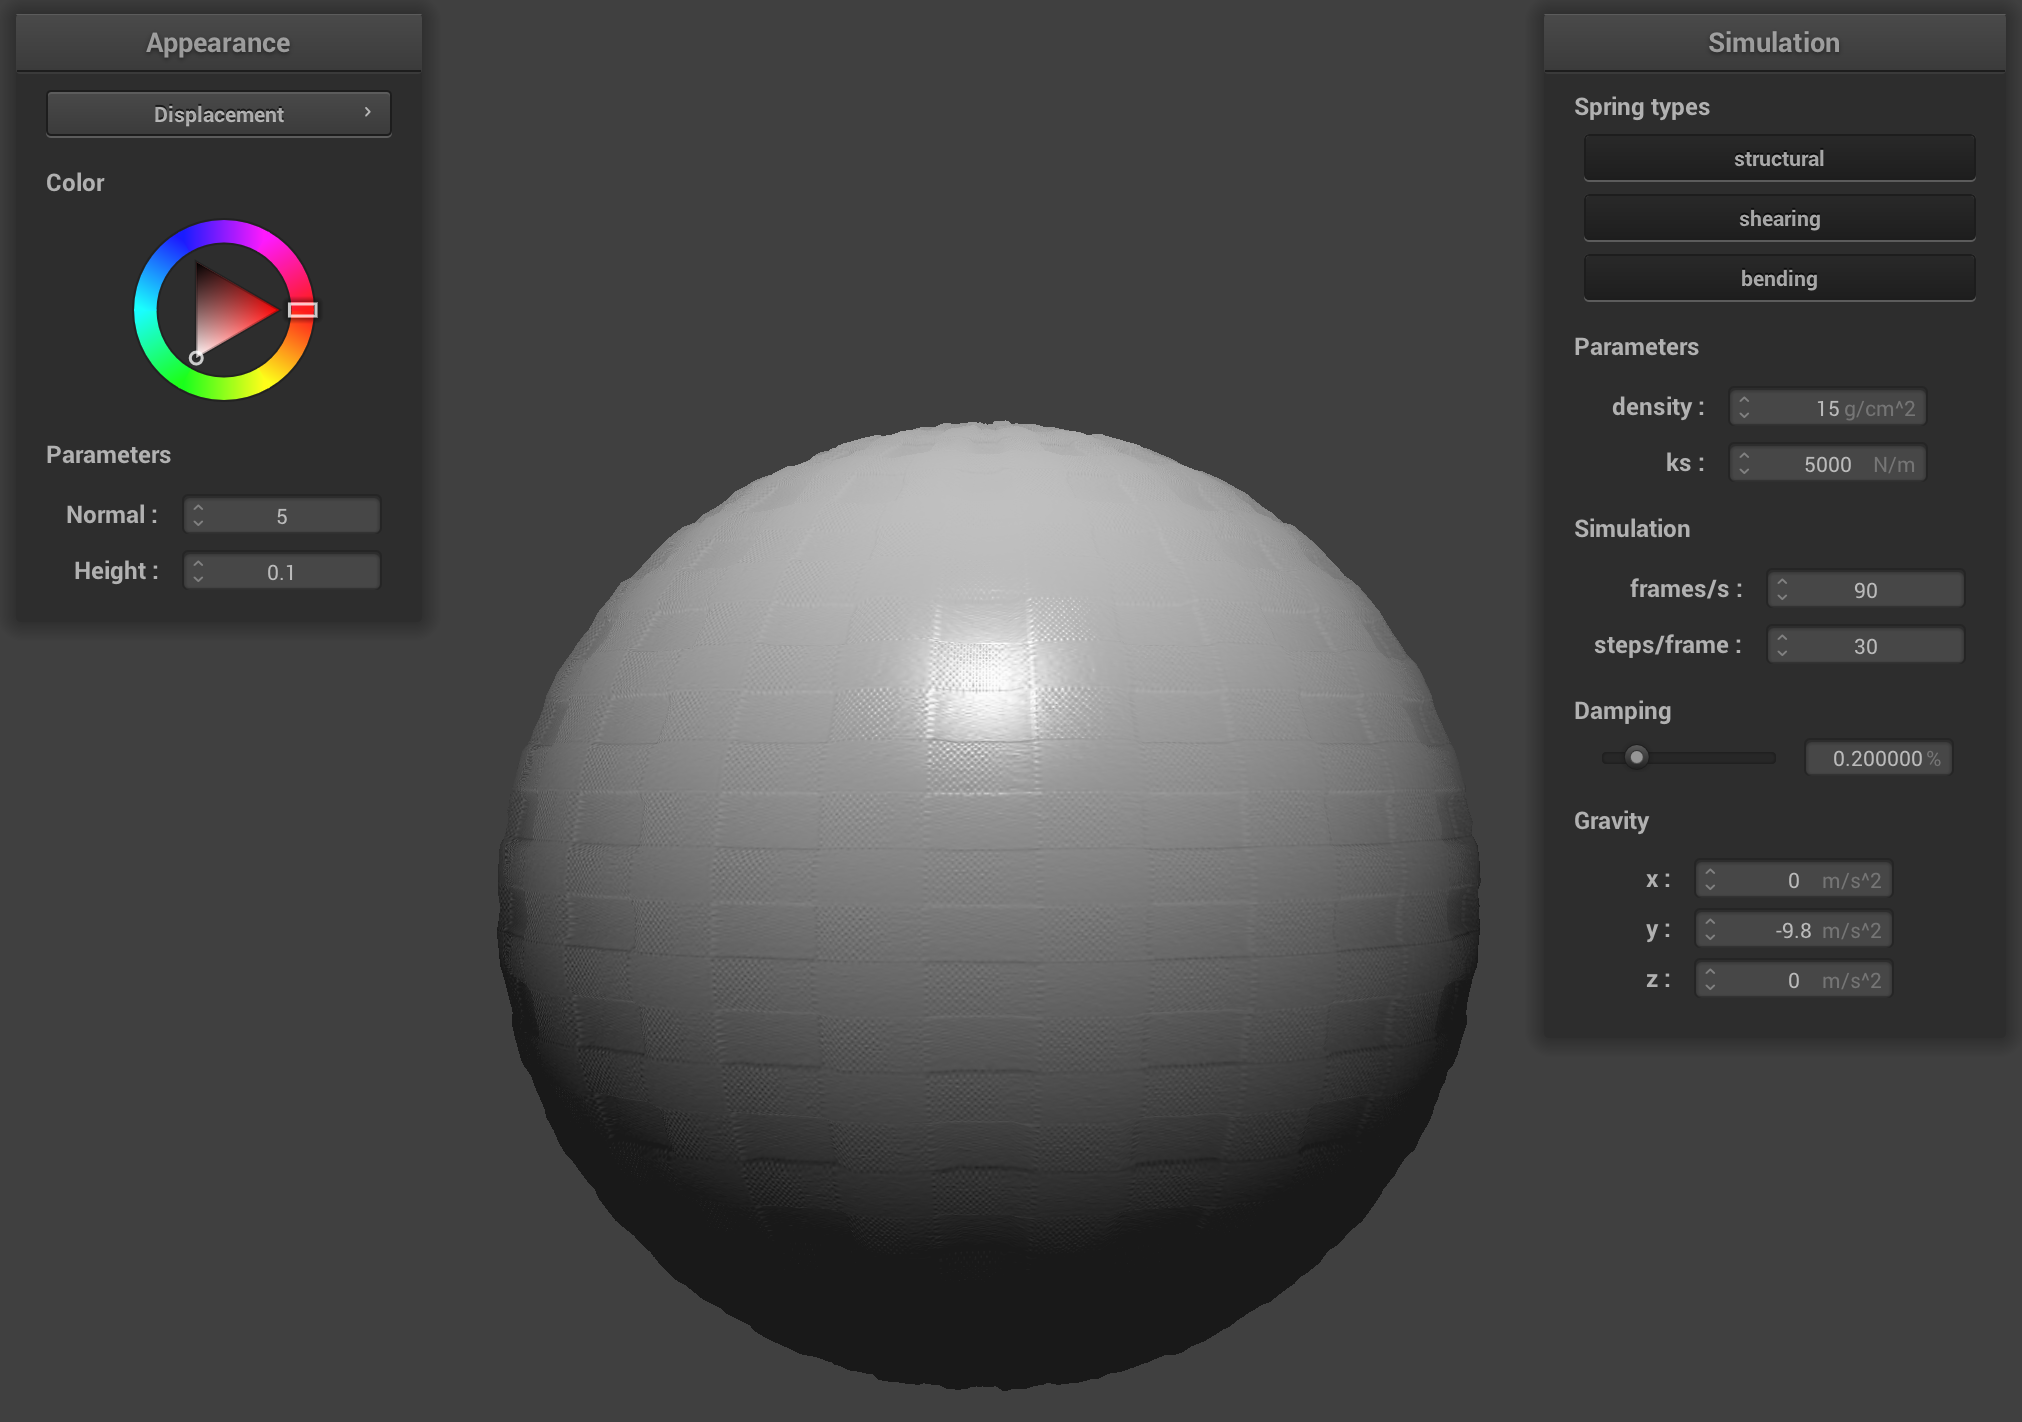 Appearance
Displacement
Color
Parameters
Normal : 5
Height : 0.1
Simulation
Spring types
structural
shearing
bending
Parameters
density : 15 g/cm^2
ks : 5000 N/m
Simulation
frames/s : 90
steps/frame : 30
Damping
0.200000 %
Gravity
x : 0 m/s^2
y : -9.8 m/s^2
z : 0 m/s^2